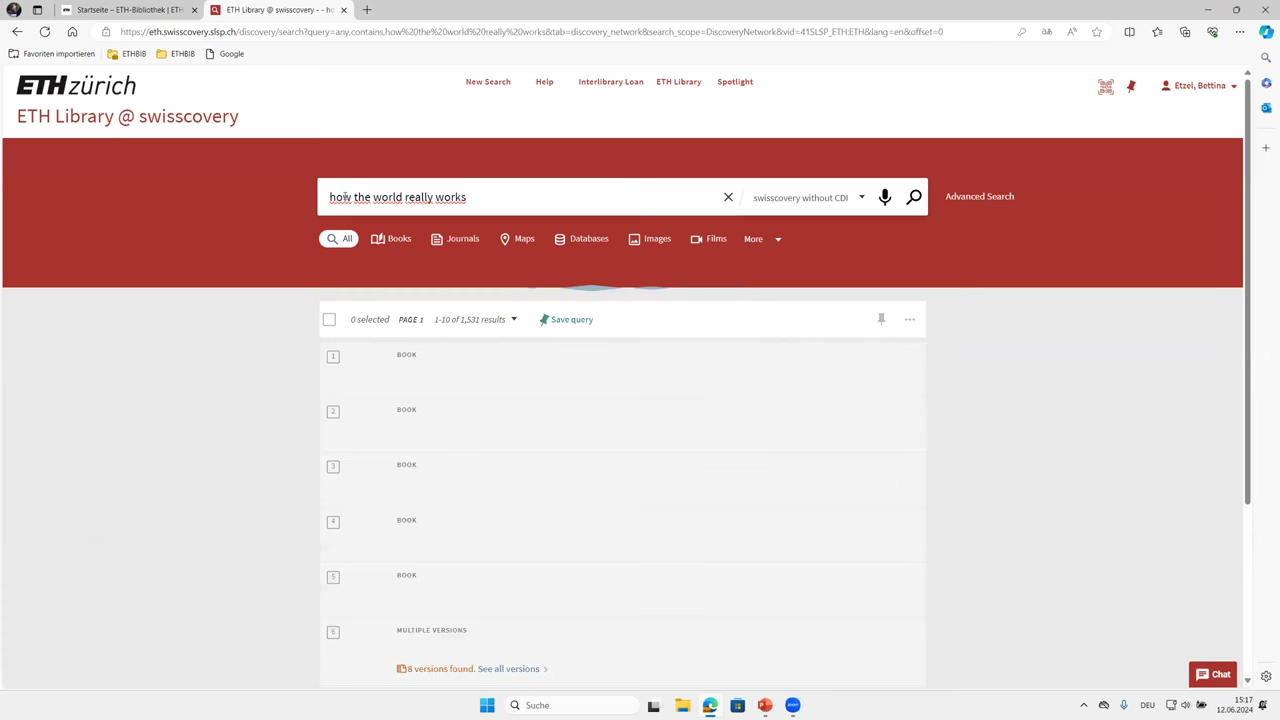 Startseite – ETH-Bibliothek | ETH
ETH Library @ swisscovery - - ho
https://eth.swisscovery.slsp.ch/discovery/search?query=any,contains,how%20the%20world%20really%20works&tab=discovery_network&search_scope=DiscoveryNetwork&vid=41SLSP_ETH:ETH&lang=en&offset=0
Favoriten importieren
ETHBIB
ETHBIB
Google
ETH zürich
New Search
Help
Interlibrary Loan
ETH Library
Spotlight
Etzel, Bettina
ETH Library @ swisscovery
how the world really works
swisscovery without CDI
Advanced Search
All
Books
Journals
Maps
Databases
Images
Films
More
0 selected
PAGE 1
1-10 of 1,531 results
Save query
1
BOOK
2
BOOK
3
BOOK
4
BOOK
5
BOOK
6
MULTIPLE VERSIONS
8 versions found. See all versions
Chat
Suche
DEU
15:17
12.06.2024